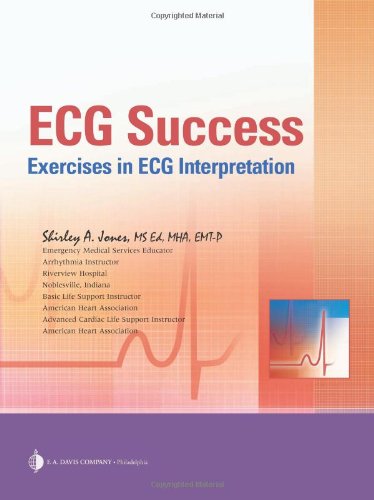 Copyrighted Material
ECG Success
Exercises in ECG Interpretation
Shirley A. Jones, MS Ed, MHA, EMT-P
Emergency Medical Services Educator
Arrhythmia Instructor
Riverview Hospital
Noblesville, Indiana
Basic Life Support Instructor
American Heart Association
Advanced Cardiac Life Support Instructor
American Heart Association
F. A. DAVIS COMPANY • Philadelphia
Copyrighted Material